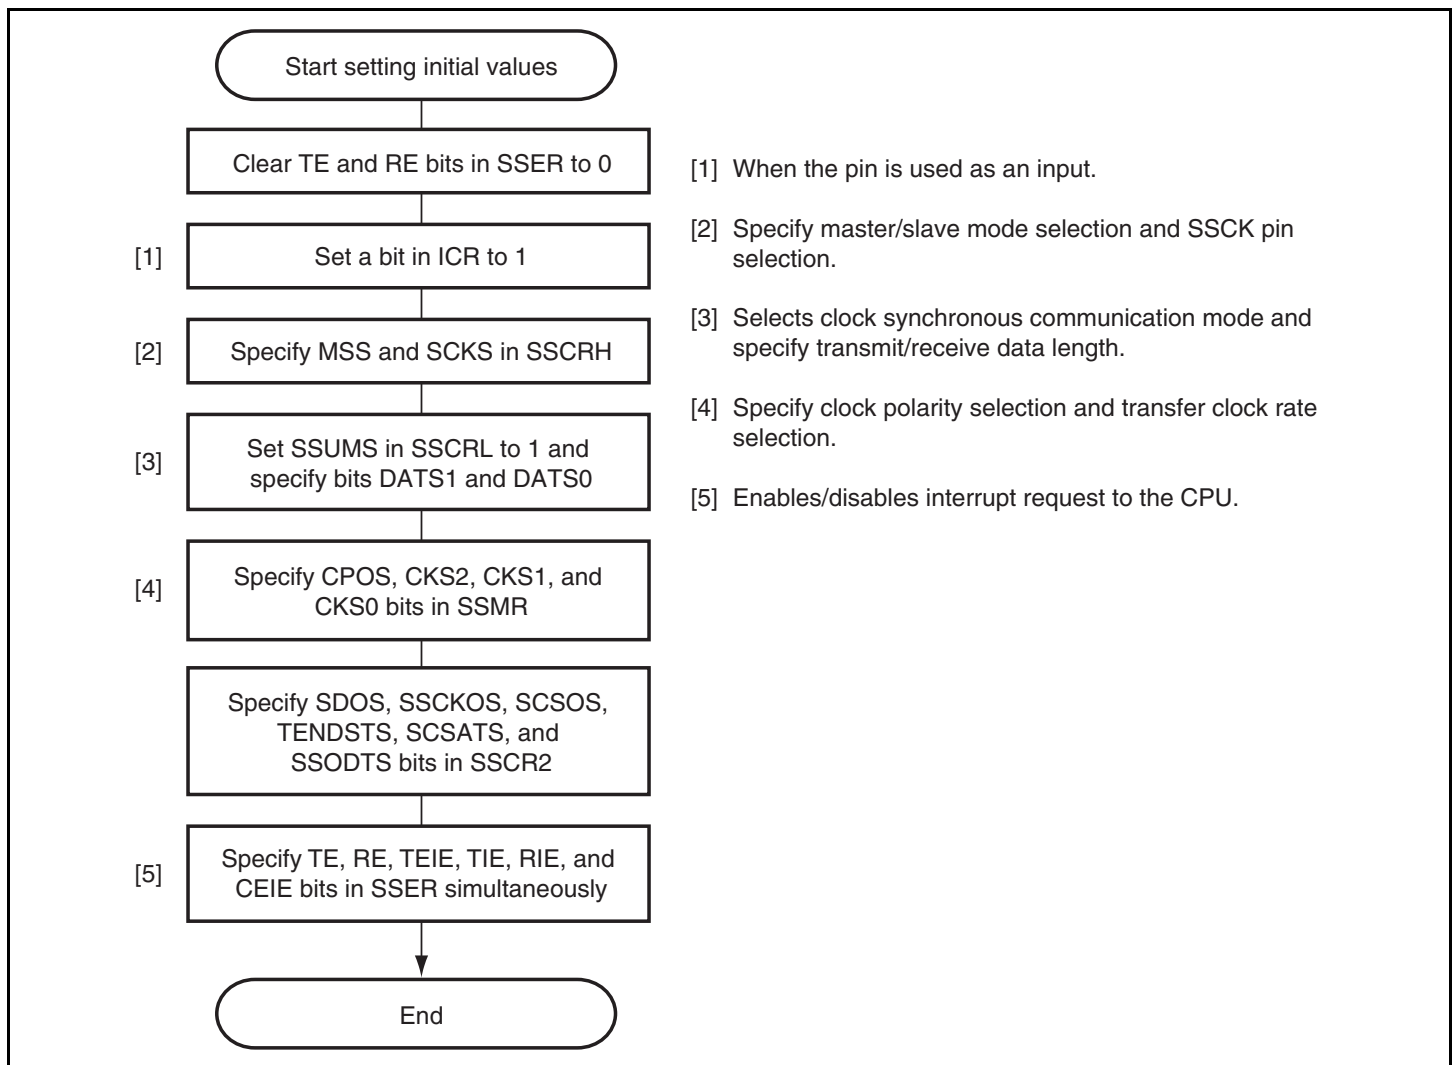 Start setting initial values
Clear TE and RE bits in SSER to 0
[1] Set a bit in ICR to 1
[2] Specify MSS and SCKS in SSCRH
[3] Set SSUMS in SSCRL to 1 and
specify bits DATS1 and DATS0
[4] Specify CPOS, CKS2, CKS1, and
CKS0 bits in SSMR
Specify SDOS, SSCKOS, SCSOS,
TENDSTS, SCSATS, and
SSODTS bits in SSCR2
[5] Specify TE, RE, TEIE, TIE, RIE, and
CEIE bits in SSER simultaneously
End
[1] When the pin is used as an input.
[2] Specify master/slave mode selection and SSCK pin
selection.
[3] Selects clock synchronous communication mode and
specify transmit/receive data length.
[4] Specify clock polarity selection and transfer clock rate
selection.
[5] Enables/disables interrupt request to the CPU.